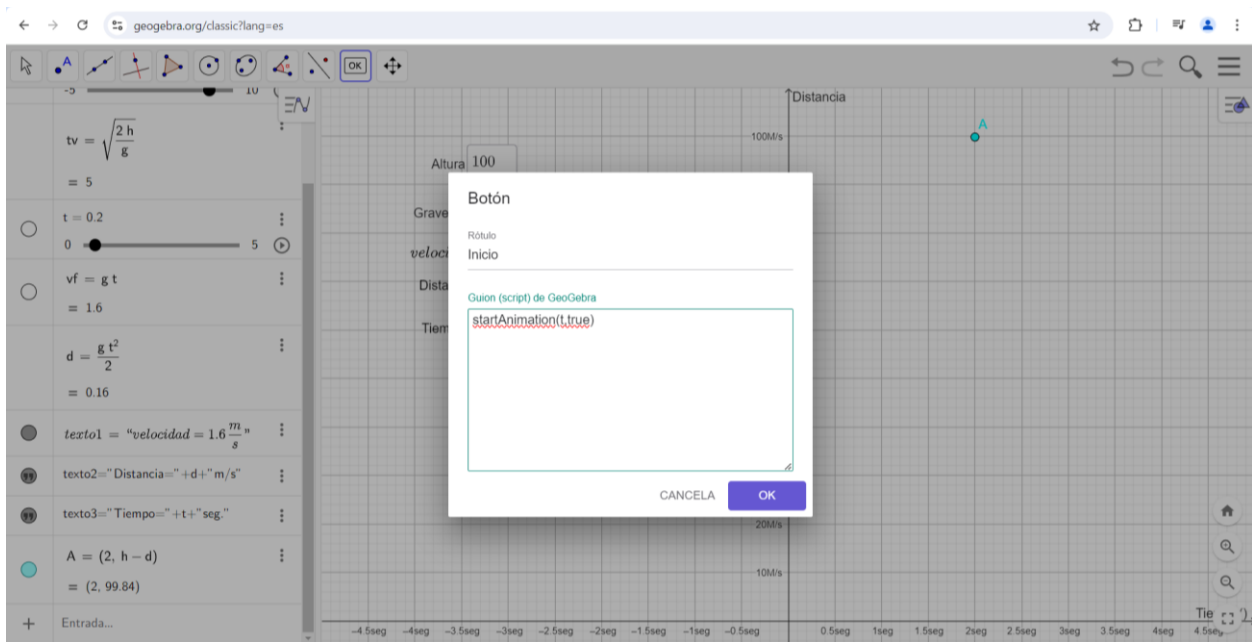 geogebra.org/classic?lang=es
A
OK
-5 10
tv = √(2 h / g)
= 5
t = 0.2
0 5
vf = g t
= 1.6
d = g t² / 2
= 0.16
texto1 = “velocidad = 1.6 m/s”
texto2="Distancia="+d+"m/s"
texto3="Tiempo="+t+"seg."
A = (2, h – d)
= (2, 99.84)
+ Entrada...
Distancia
100M/s
A
Altura 100
Grave
veloci
Dista
Tiem
Botón
Rótulo
Inicio
Guion (script) de GeoGebra
startAnimation(t,true)
CANCELA OK
20M/s
10M/s
Tie
-4.5seg -4seg -3.5seg -3seg -2.5seg -2seg -1.5seg -1seg -0.5seg 0.5seg 1seg 1.5seg 2seg 2.5seg 3seg 3.5seg 4seg 4.5seg